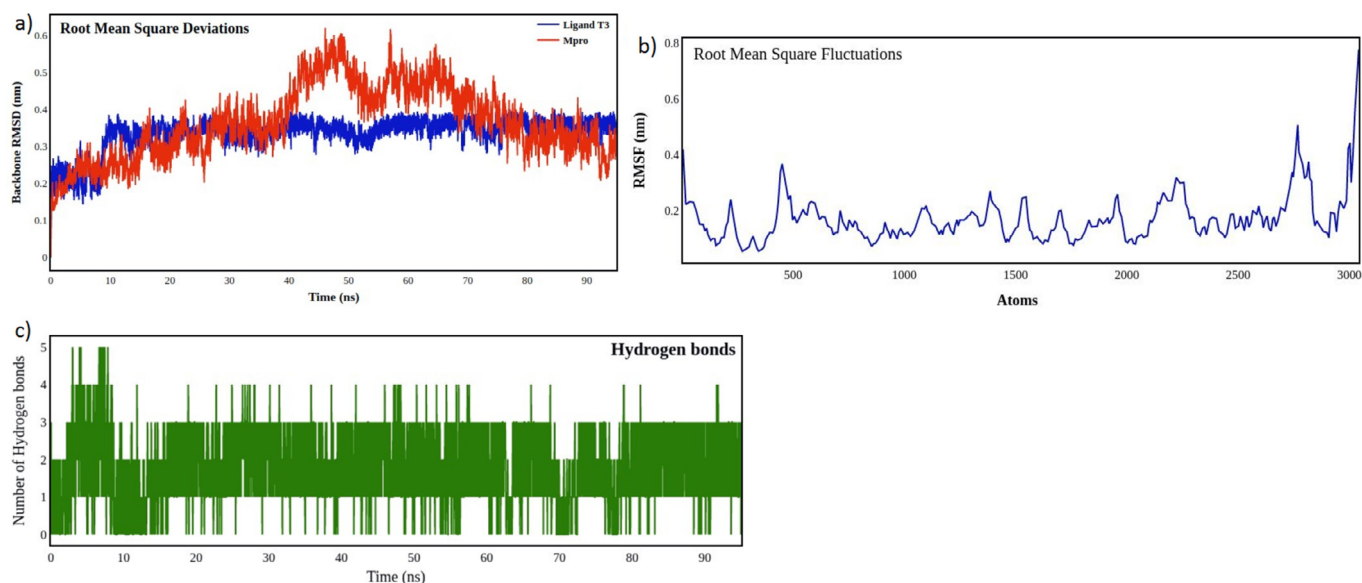 a)
Root Mean Square Deviations
Ligand T3
Mpro
0.6
0.5
0.4
0.3
0.2
0.1
0
Backbone RMSD (nm)
0 10 20 30 40 50 60 70 80 90
Time (ns)
b)
Root Mean Square Fluctuations
0.8
0.6
0.4
0.2
RMSF (nm)
500 1000 1500 2000 2500 3000
Atoms
c)
Hydrogen bonds
5
4
3
2
1
0
Number of Hydrogen bonds
0 10 20 30 40 50 60 70 80 90
Time (ns)